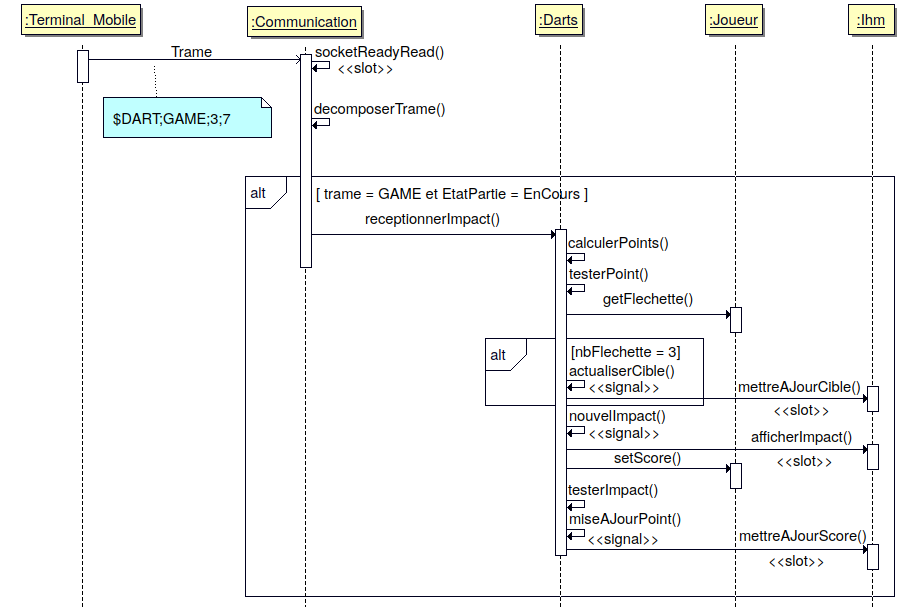 :Terminal_Mobile
:Communication
:Darts
:Joueur
:Ihm
Trame
socketReadyRead()
<<slot>>
$DART;GAME;3;7
decomposerTrame()
alt
[ trame = GAME et EtatPartie = EnCours ]
receptionnerImpact()
calculerPoints()
testerPoint()
getFlechette()
alt
[nbFlechette = 3]
actualiserCible()
<<signal>>
mettreAJourCible()
<<slot>>
nouvelImpact()
<<signal>>
afficherImpact()
<<slot>>
setScore()
testerImpact()
miseAJourPoint()
<<signal>>
mettreAJourScore()
<<slot>>